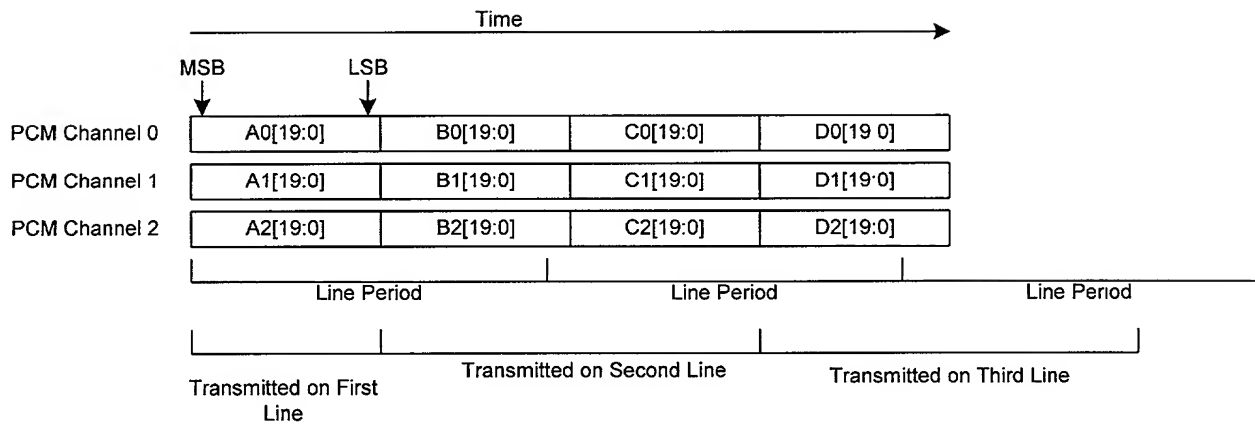 Time
MSB LSB
PCM Channel 0 A0[19:0] B0[19:0] C0[19:0] D0[19 0]
PCM Channel 1 A1[19:0] B1[19:0] C1[19:0] D1[19:0]
PCM Channel 2 A2[19:0] B2[19:0] C2[19:0] D2[19:0]
Line Period Line Period Line Period
Transmitted on First
Line
Transmitted on Second Line
Transmitted on Third Line